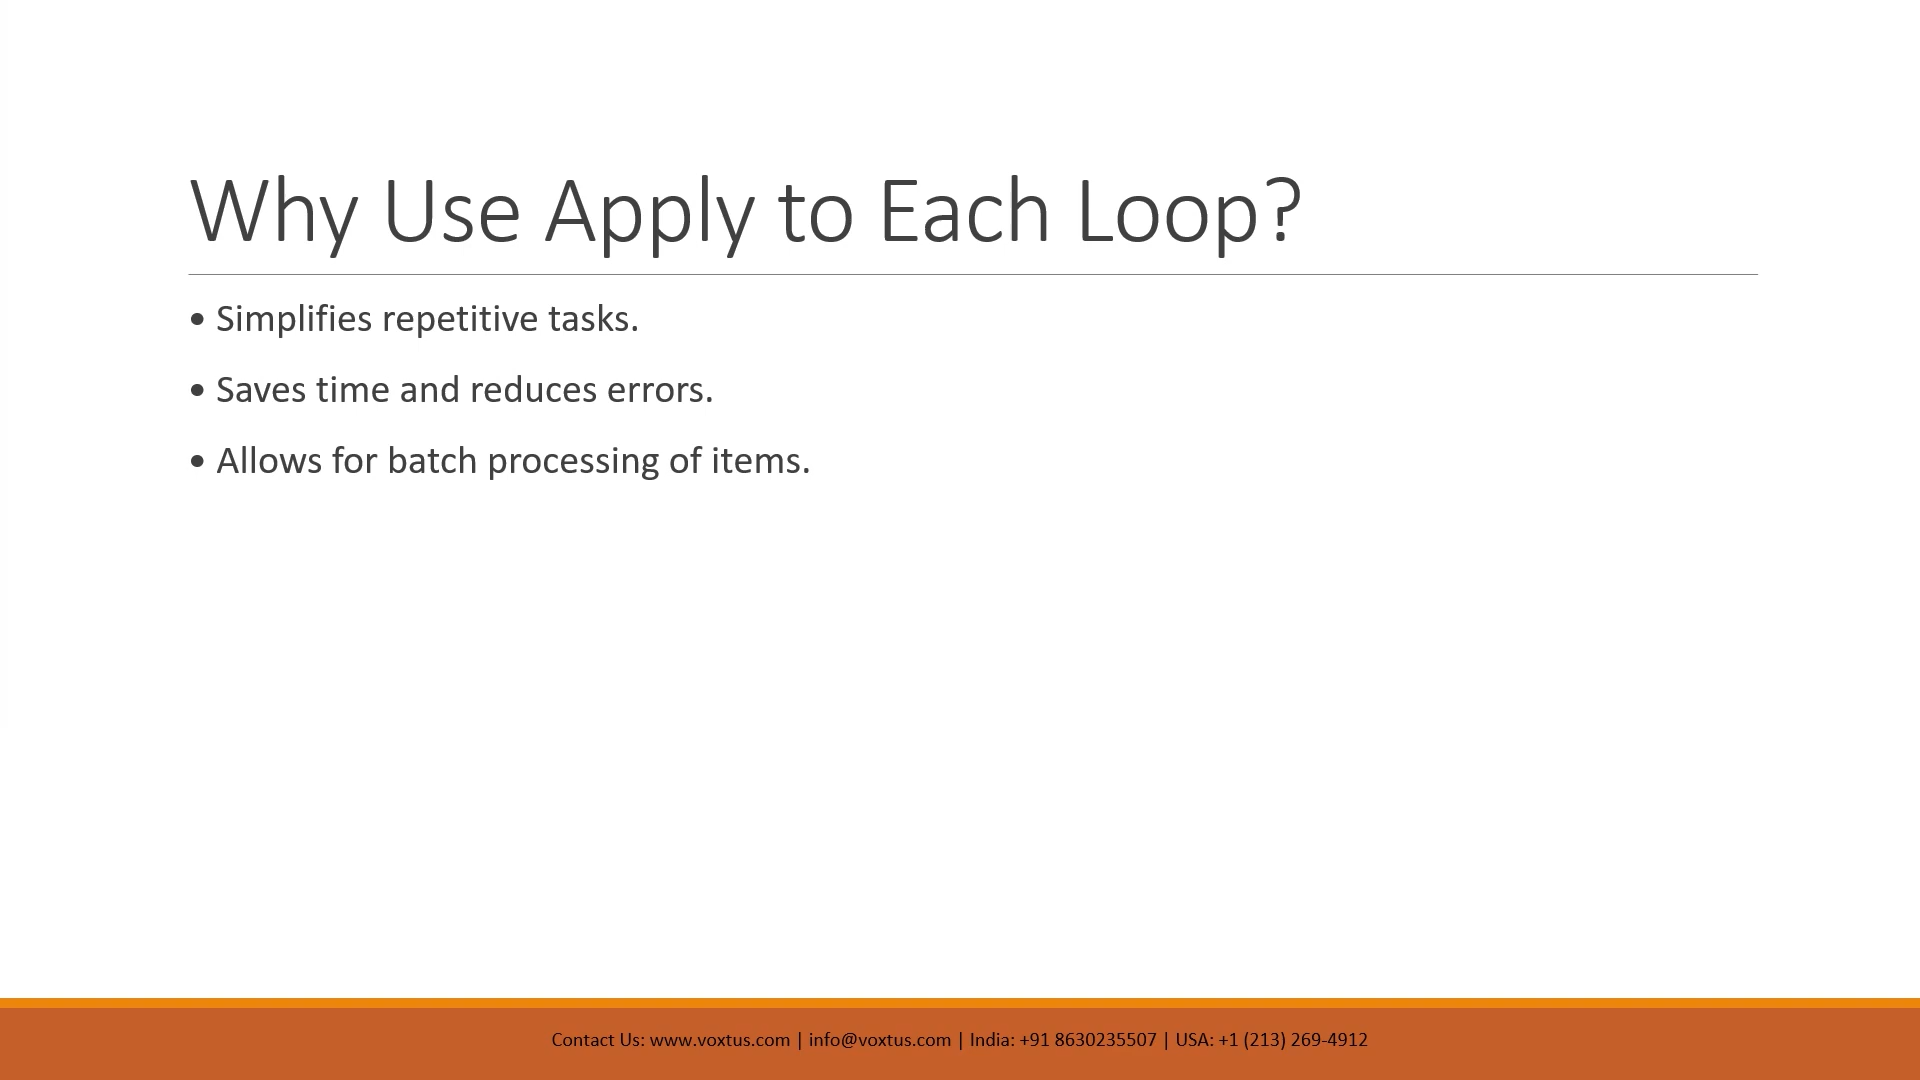 Why Use Apply to Each Loop?
• Simplifies repetitive tasks.
• Saves time and reduces errors.
• Allows for batch processing of items.
Contact Us: www.voxtus.com | info@voxtus.com | India: +91 8630235507 | USA: +1 (213) 269-4912